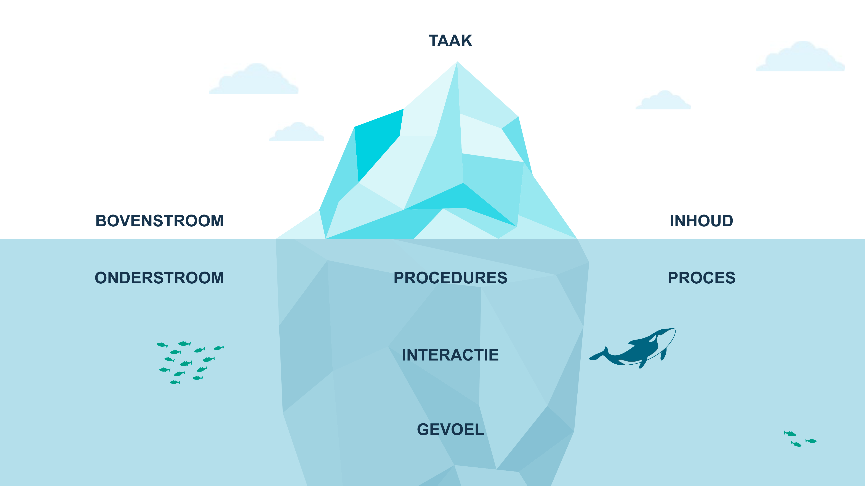 TAAK
BOVENSTROOM
INHOUD
ONDERSTROOM
PROCEDURES
PROCES
INTERACTIE
GEVOEL